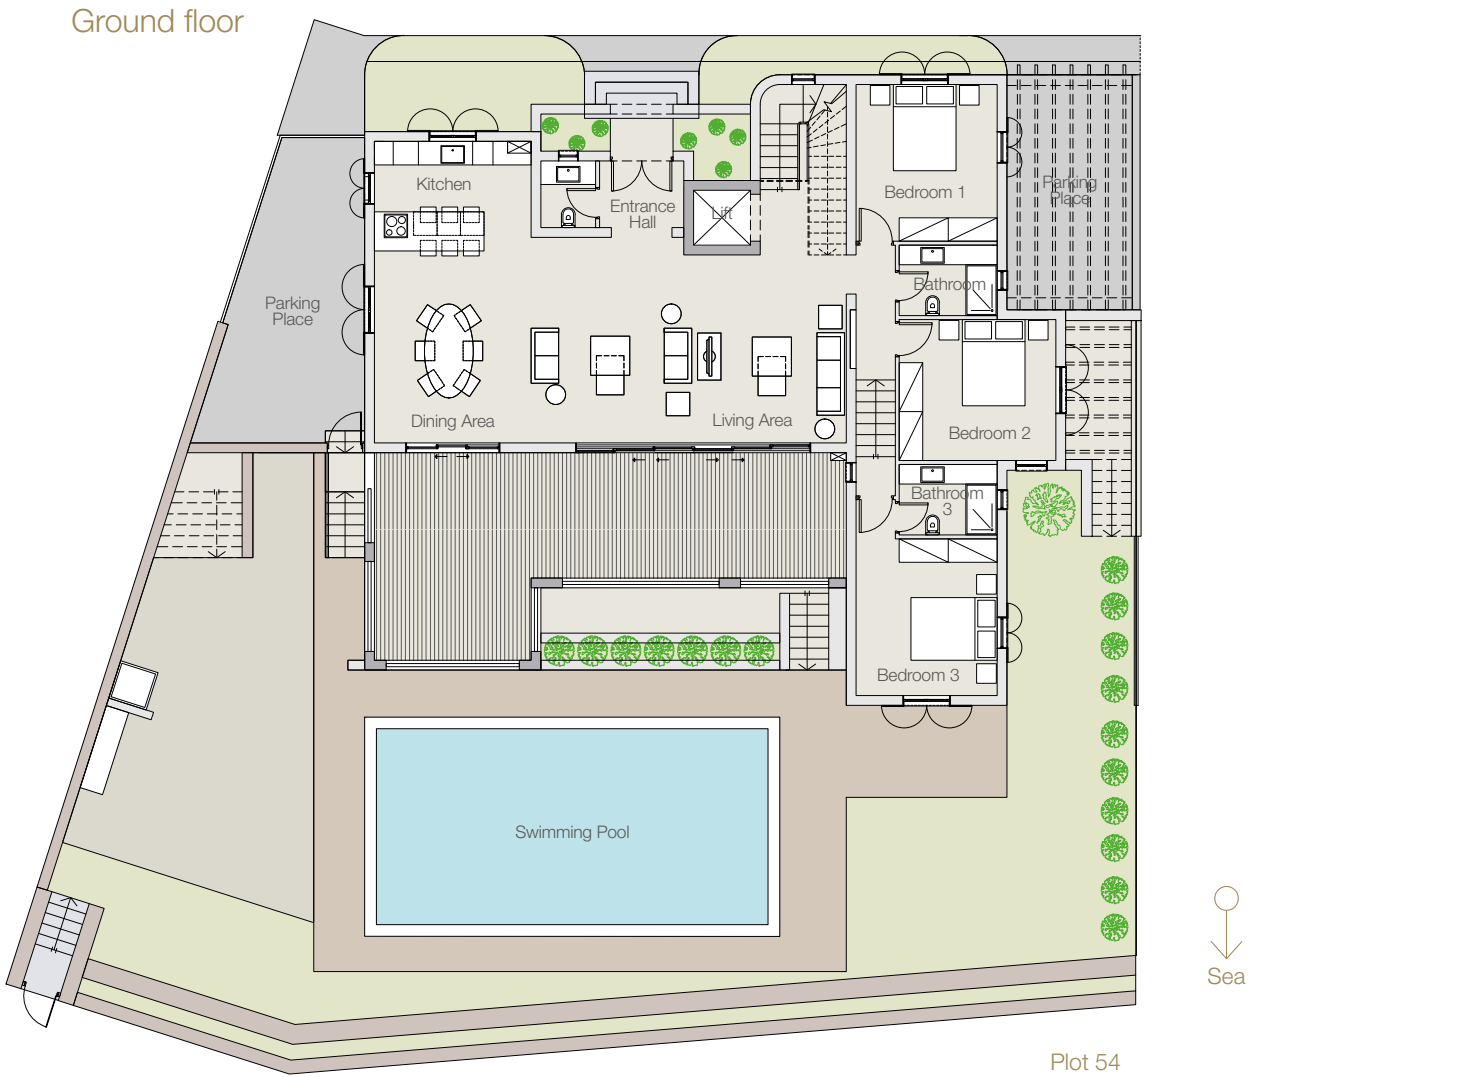 Ground floor
Kitchen
Entrance
Hall
Lift
Bedroom 1
Parking
Place
Bathroom
Parking
Place
Dining Area
Living Area
Bedroom 2
Bathroom
3
Bedroom 3
Swimming Pool
Sea
Plot 54